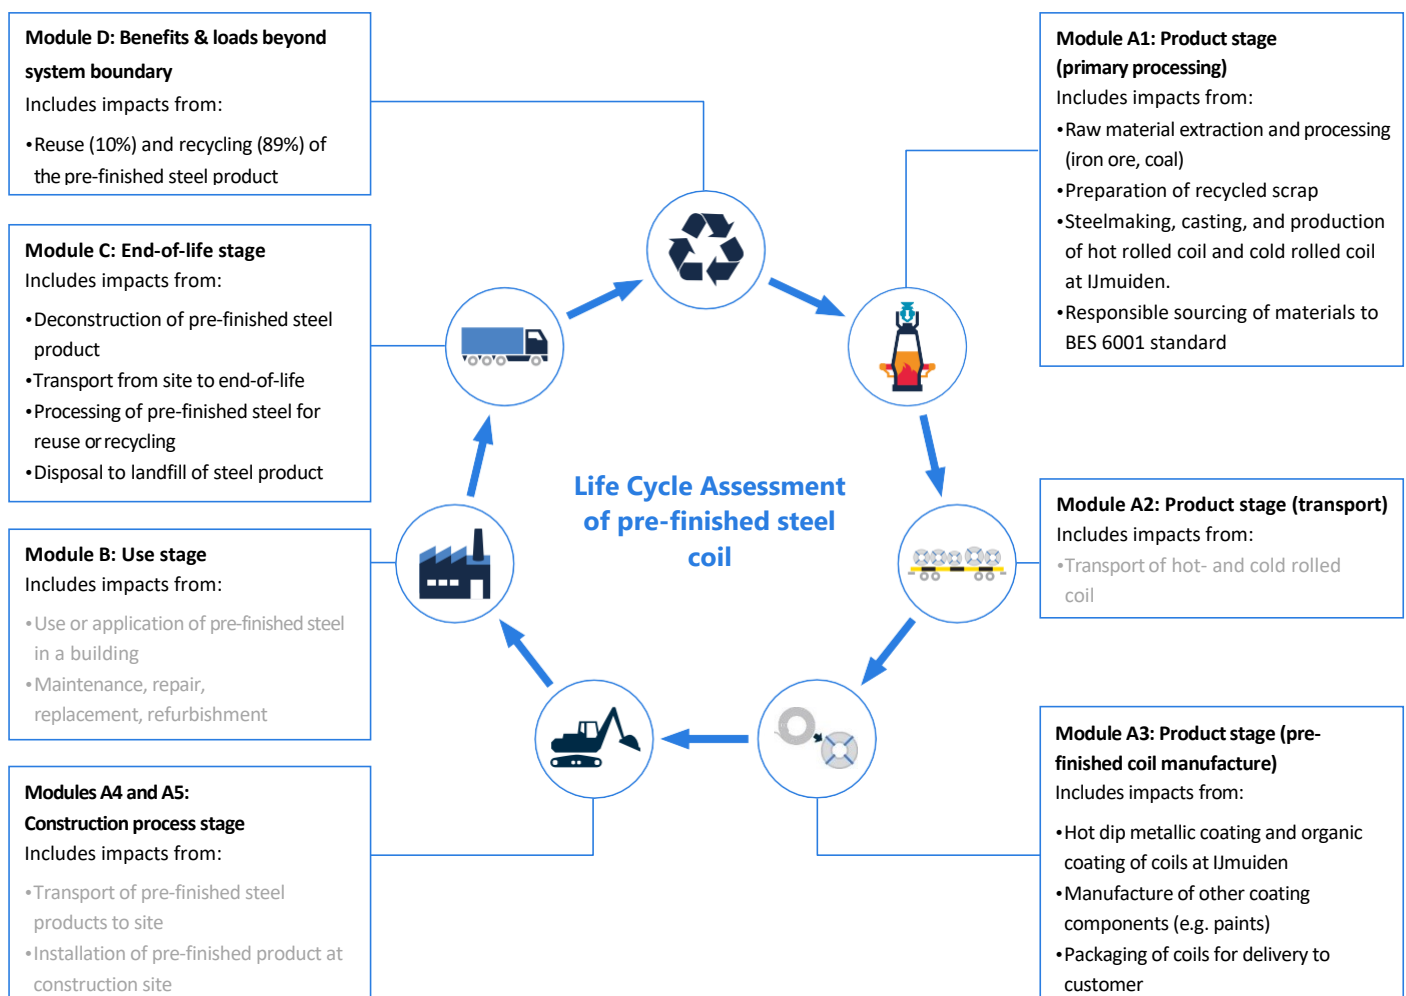 Module D: Benefits & loads beyond
system boundary
Includes impacts from:
•Reuse (10%) and recycling (89%) of
the pre-finished steel product
Module C: End-of-life stage
Includes impacts from:
•Deconstruction of pre-finished steel
product
•Transport from site to end-of-life
•Processing of pre-finished steel for
reuse or recycling
•Disposal to landfill of steel product
Module B: Use stage
Includes impacts from:
•Use or application of pre-finished steel
in a building
•Maintenance, repair,
replacement, refurbishment
Modules A4 and A5:
Construction process stage
Includes impacts from:
•Transport of pre-finished steel
products to site
•Installation of pre-finished product at
construction site
Life Cycle Assessment
of pre-finished steel
coil
Module A1: Product stage
(primary processing)
Includes impacts from:
•Raw material extraction and processing
(iron ore, coal)
•Preparation of recycled scrap
•Steelmaking, casting, and production
of hot rolled coil and cold rolled coil
at IJmuiden.
•Responsible sourcing of materials to
BES 6001 standard
Module A2: Product stage (transport)
Includes impacts from:
•Transport of hot- and cold rolled
coil
Module A3: Product stage (pre-
finished coil manufacture)
Includes impacts from:
•Hot dip metallic coating and organic
coating of coils at IJmuiden
•Manufacture of other coating
components (e.g. paints)
•Packaging of coils for delivery to
customer